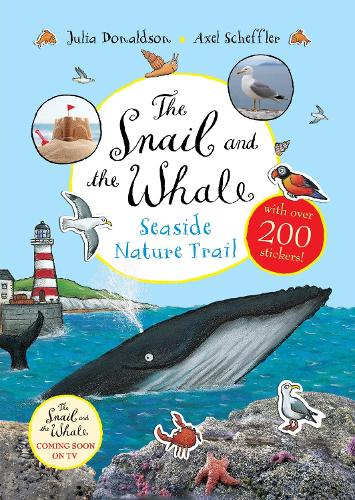 Julia Donaldson • Axel Scheffler
The
Snail and
the Whale
Seaside
Nature Trail
with over
200
stickers!
The
Snail and
the Whale
COMING SOON
ON TV